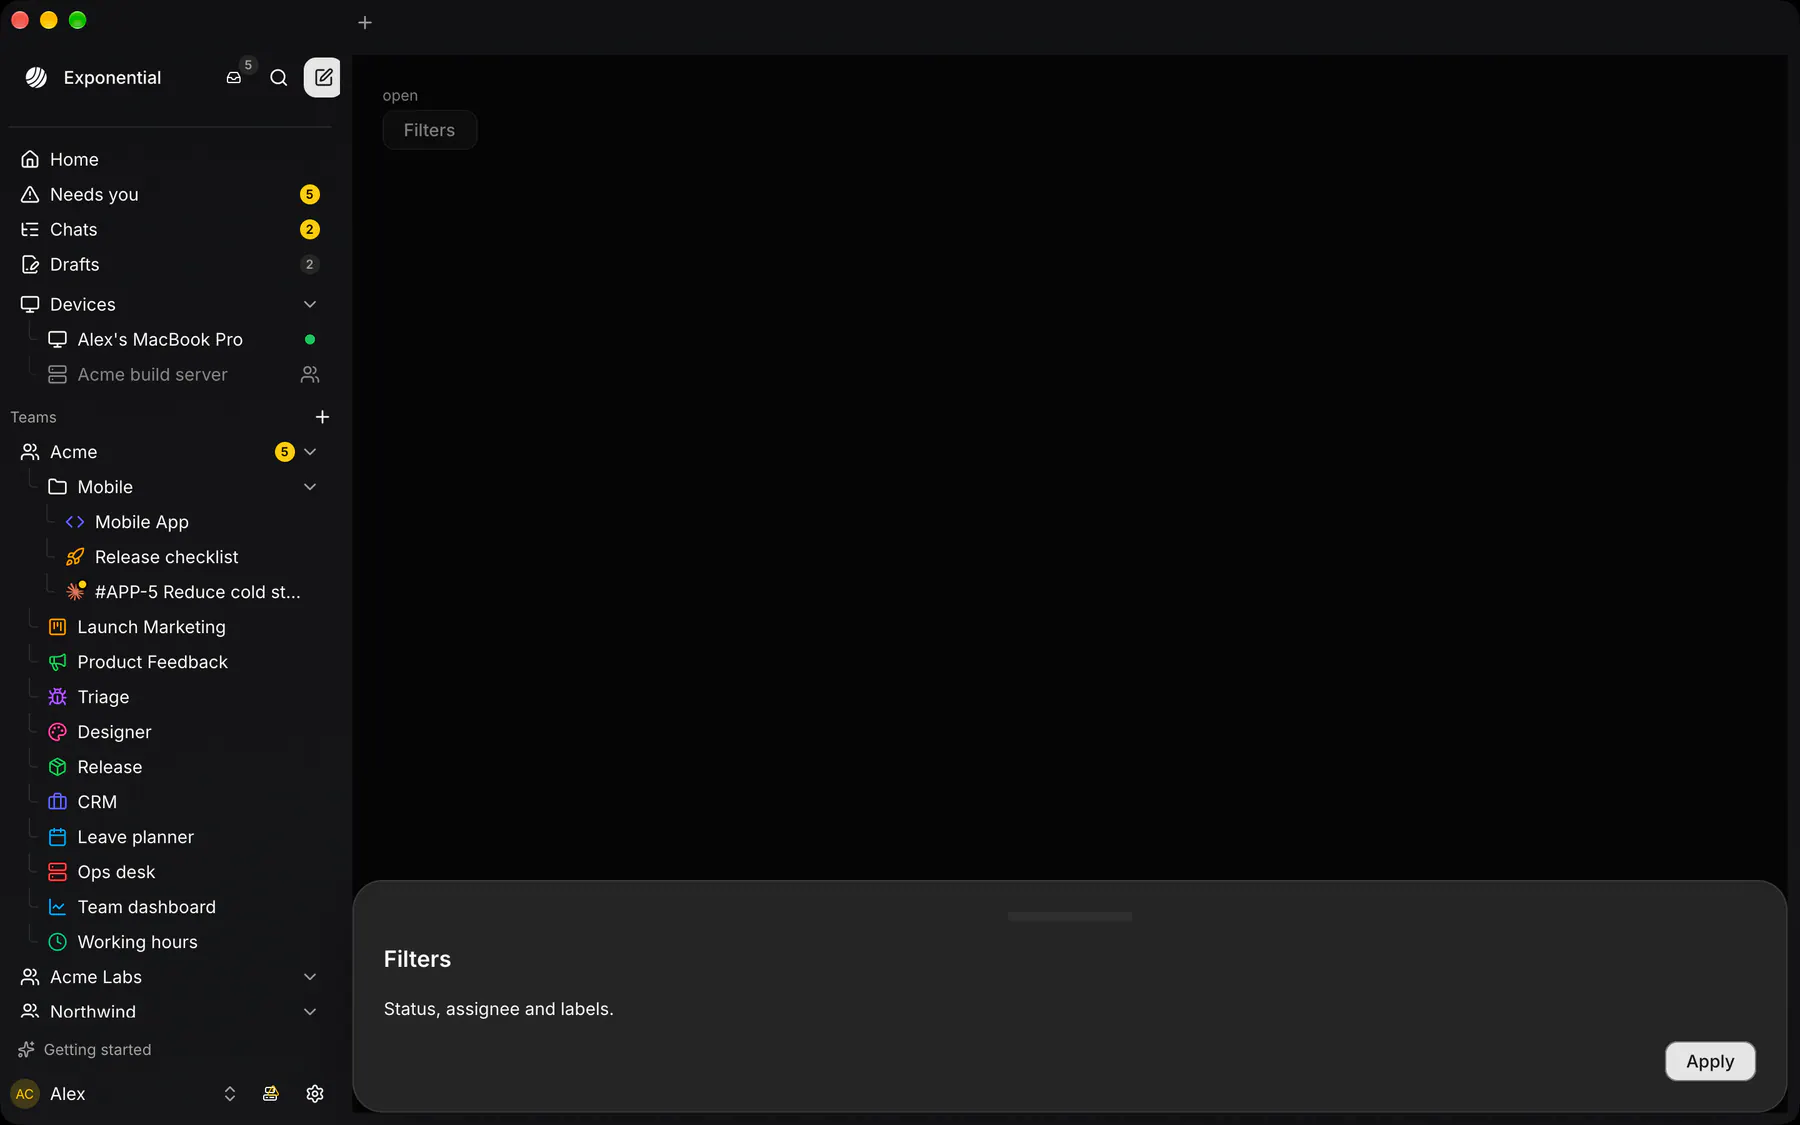 Exponential
5
Home
Needs you 5
Chats 2
Drafts 2
Devices
Alex's MacBook Pro
Acme build server
Teams
Acme 5
Mobile
Mobile App
Release checklist
#APP-5 Reduce cold st...
Launch Marketing
Product Feedback
Triage
Designer
Release
CRM
Leave planner
Ops desk
Team dashboard
Working hours
Acme Labs
Northwind
Getting started
AC Alex
open
Filters
Filters
Status, assignee and labels.
Apply